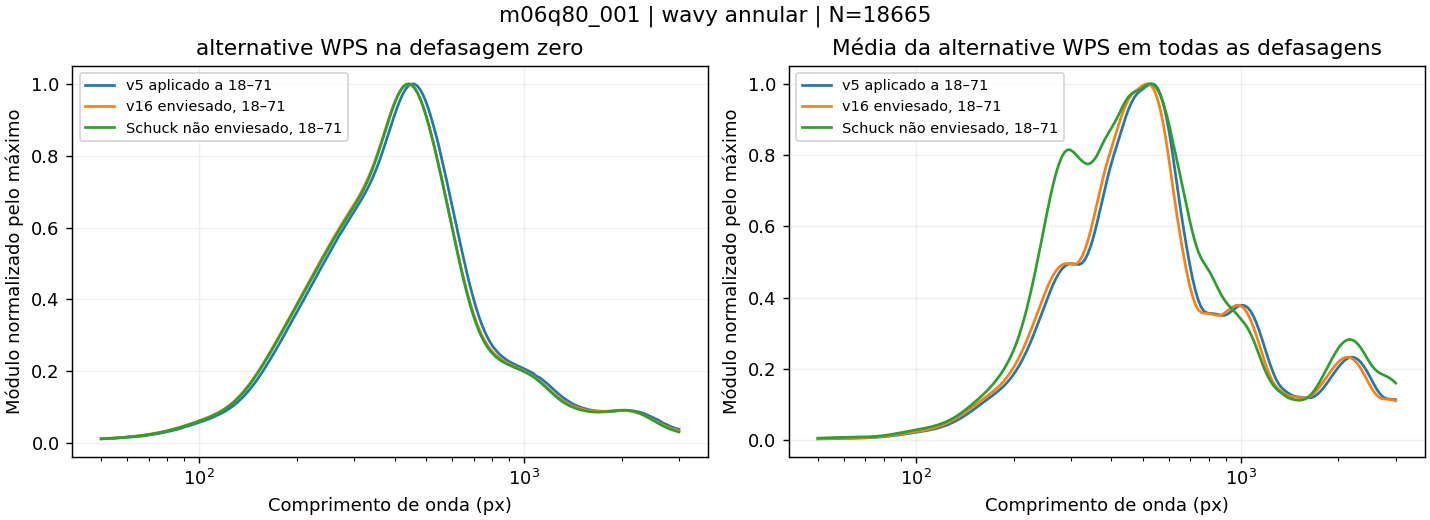 m06q80_001 | wavy annular | N=18665
alternative WPS na defasagem zero
1.0
0.8
0.6
0.4
0.2
0.0
Módulo normalizado pelo máximo
v5 aplicado a 18–71
v16 enviesado, 18–71
Schuck não enviesado, 18–71
10²
10³
Comprimento de onda (px)
Média da alternative WPS em todas as defasagens
1.0
0.8
0.6
0.4
0.2
0.0
Módulo normalizado pelo máximo
v5 aplicado a 18–71
v16 enviesado, 18–71
Schuck não enviesado, 18–71
10²
10³
Comprimento de onda (px)